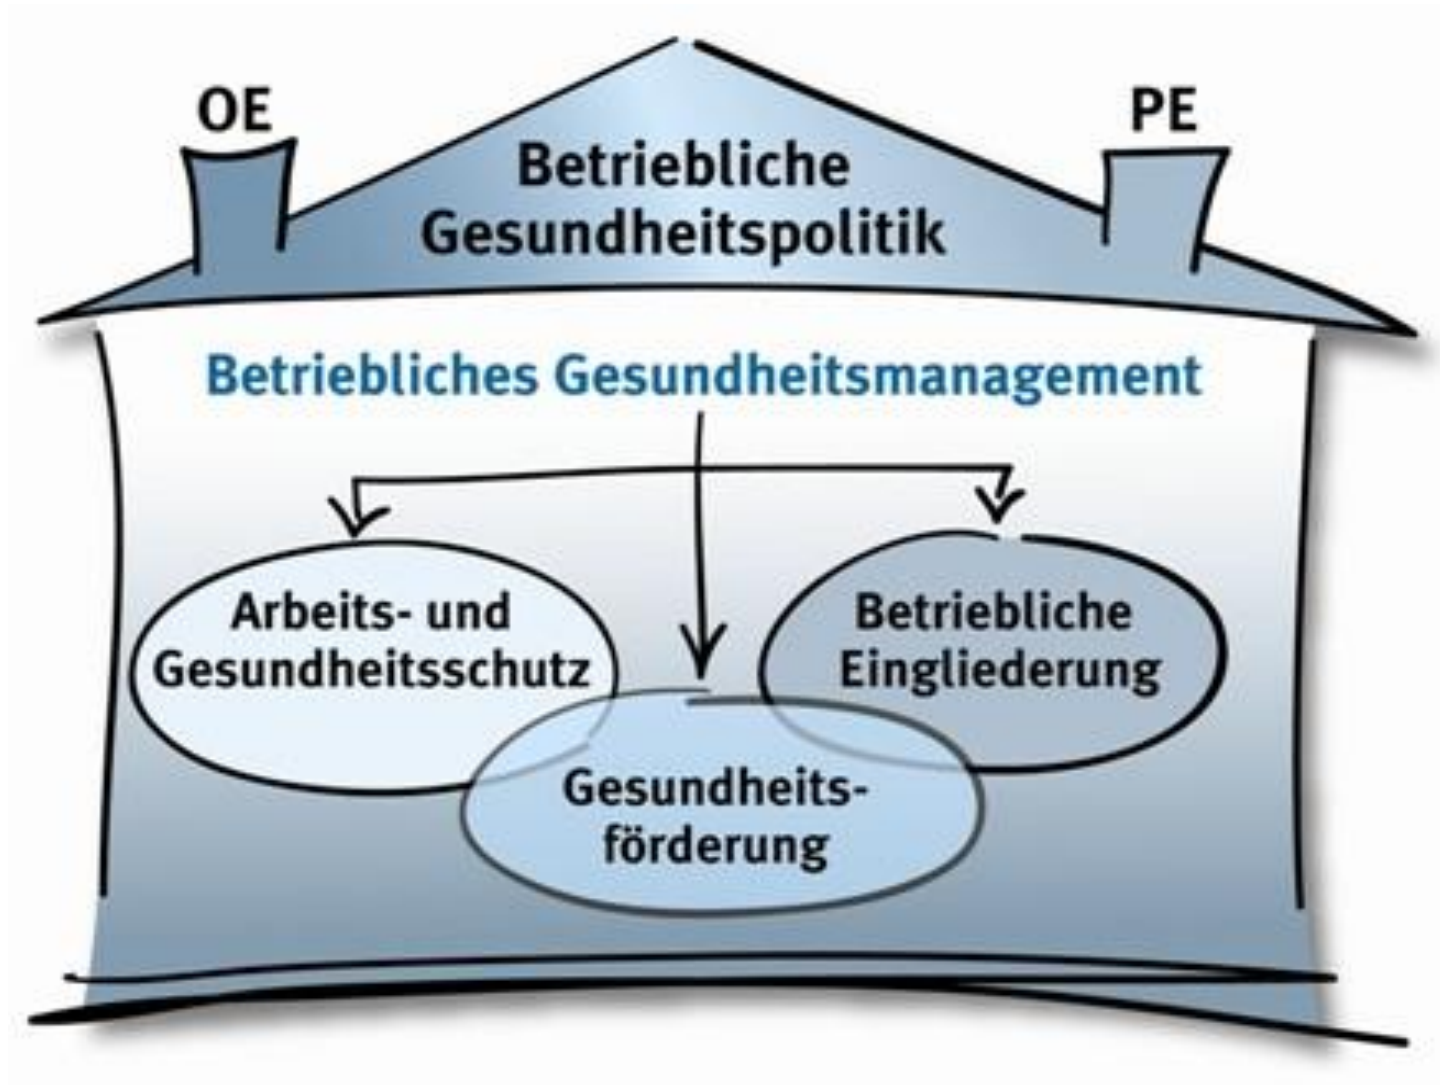 OE
PE
Betriebliche
Gesundheitspolitik
Betriebliches Gesundheitsmanagement
Arbeits- und
Gesundheitsschutz
Betriebliche
Eingliederung
Gesundheits-
förderung